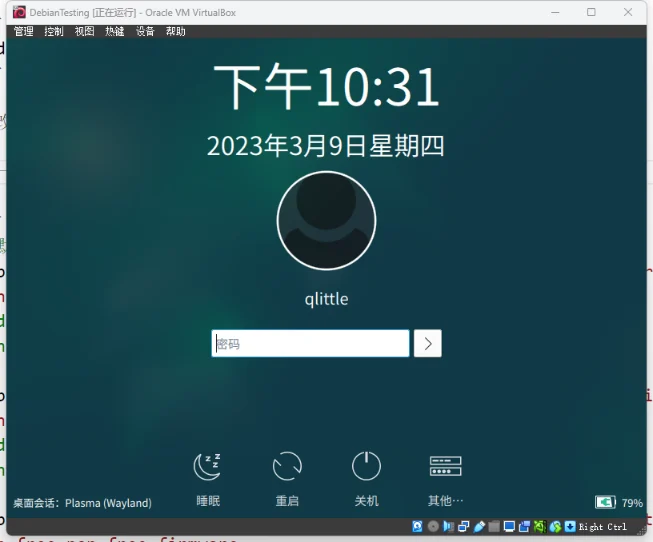 DebianTesting [正在运行] - Oracle VM VirtualBox
管理 控制 视图 热键 设备 帮助
下午10:31
2023年3月9日星期四
qlittle
密码
睡眠 重启 关机 其他…
桌面会话：Plasma (Wayland) 79%
Right Ctrl